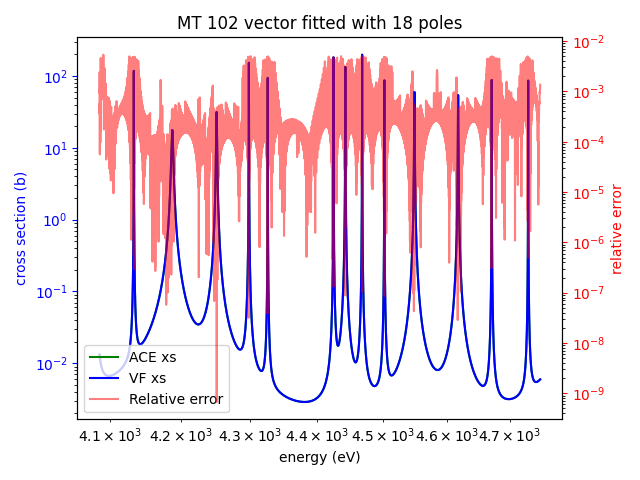 MT 102 vector fitted with 18 poles
cross section (b)
10²
10¹
10⁰
10⁻¹
10⁻²
relative error
10⁻²
10⁻³
10⁻⁴
10⁻⁵
10⁻⁶
10⁻⁷
10⁻⁸
10⁻⁹
ACE xs
VF xs
Relative error
4.1 × 10³ 4.2 × 10³ 4.3 × 10³ 4.4 × 10³ 4.5 × 10³ 4.6 × 10³ 4.7 × 10³
energy (eV)